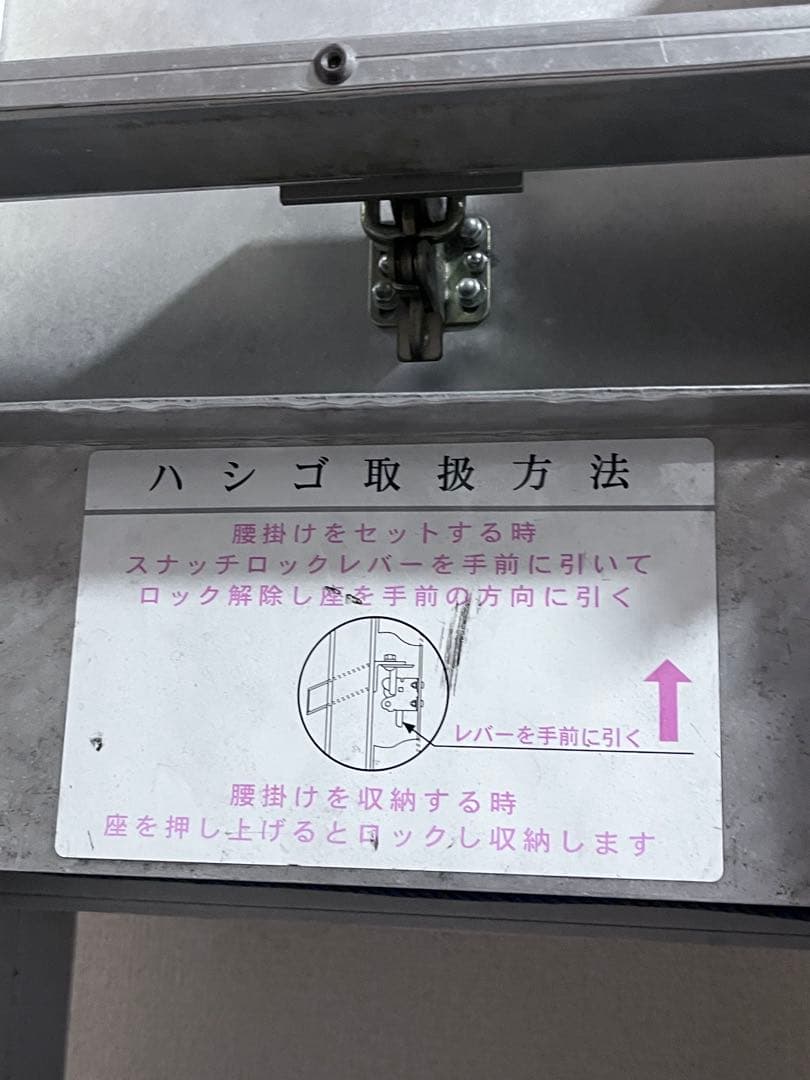 ハシゴ取扱方法
腰掛けをセットする時
スナッチロックレバーを手前に引いて
ロック解除し座を手前の方向に引く
レバーを手前に引く
腰掛けを収納する時
座を押し上げるとロックし収納します